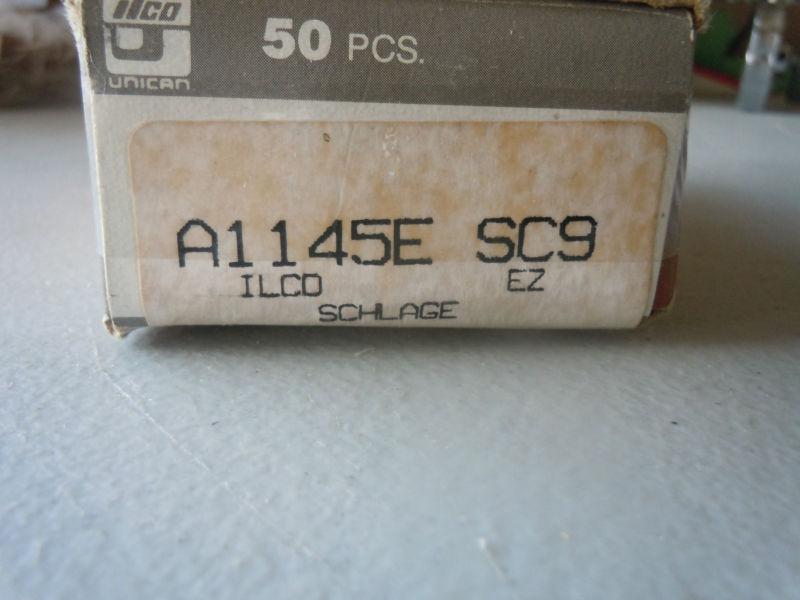 ilco
UNICAN
50 PCS.
A1145E SC9
ILCO EZ
SCHLAGE